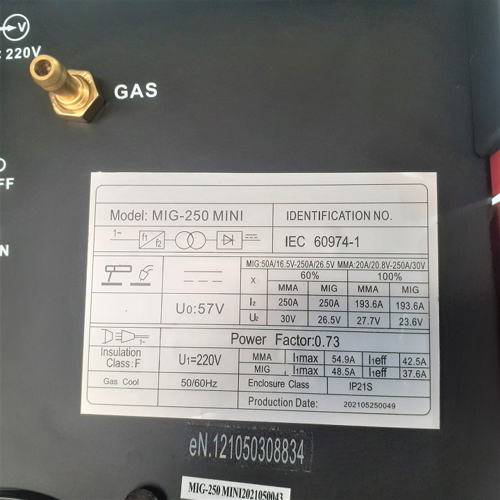 V
220V
GAS
FF
N
Model: MIG-250 MINI
IDENTIFICATION NO.
1~ f1 f2
IEC 60974-1
MIG:50A/16.5V-250A/26.5V MMA:20A/20.8V-250A/30V
X 60% 100%
MMA MIG MMA MIG
I2 250A 250A 193.6A 193.6A
U0:57V
U2 30V 26.5V 27.7V 23.6V
Power Factor:0.73
Insulation Class:F
U1=220V
MMA I1max 54.9A I1eff 42.5A
MIG I1max 48.5A I1eff 37.6A
Gas Cool
50/60Hz
Enclosure Class
IP21S
Production Date:
202105250049
eN.121050308834
MIG-250 MINI2021050043